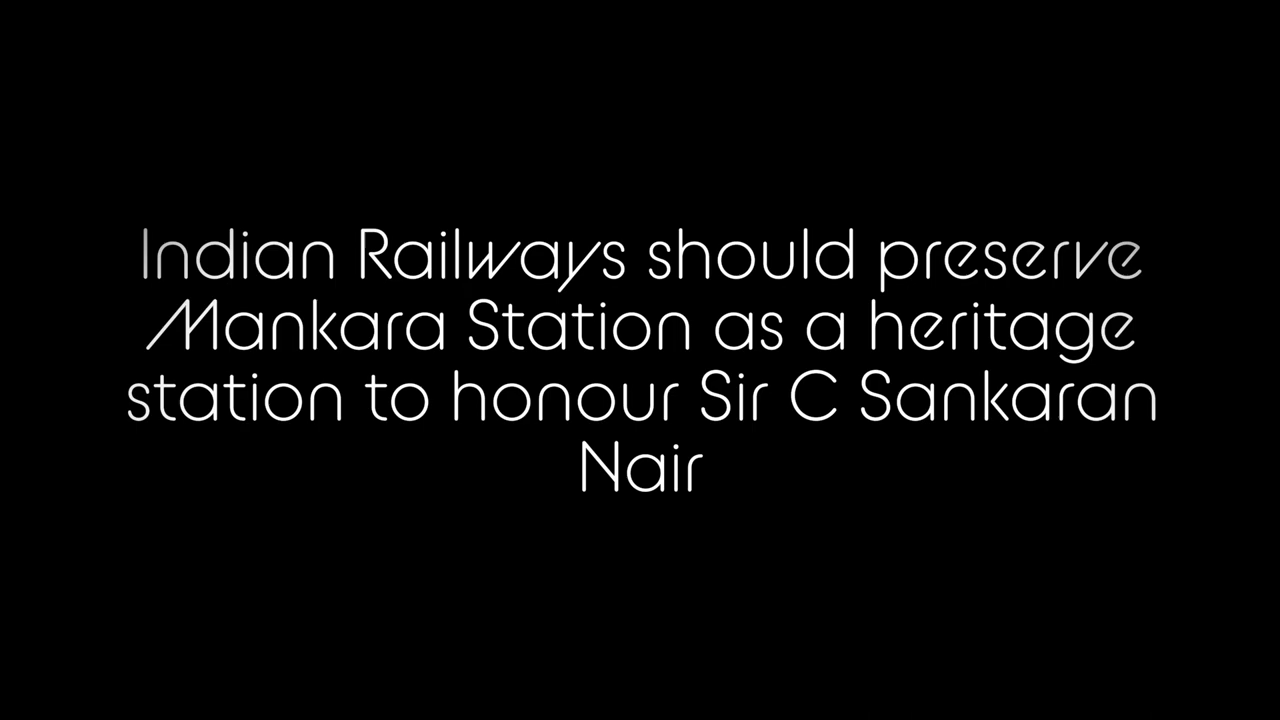 Indian Railways should preserve
Mankara Station as a heritage
station to honour Sir C Sankaran
Nair